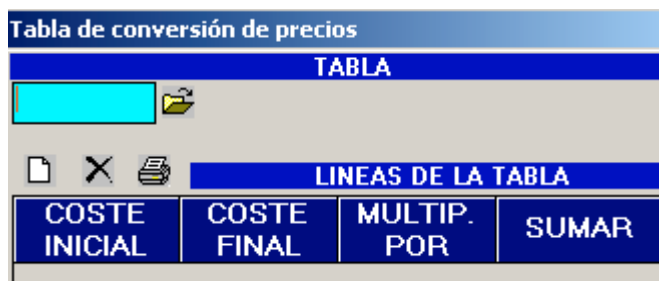 Tabla de conversión de precios
TABLA
LINEAS DE LA TABLA
COSTE INICIAL
COSTE FINAL
MULTIP. POR
SUMAR